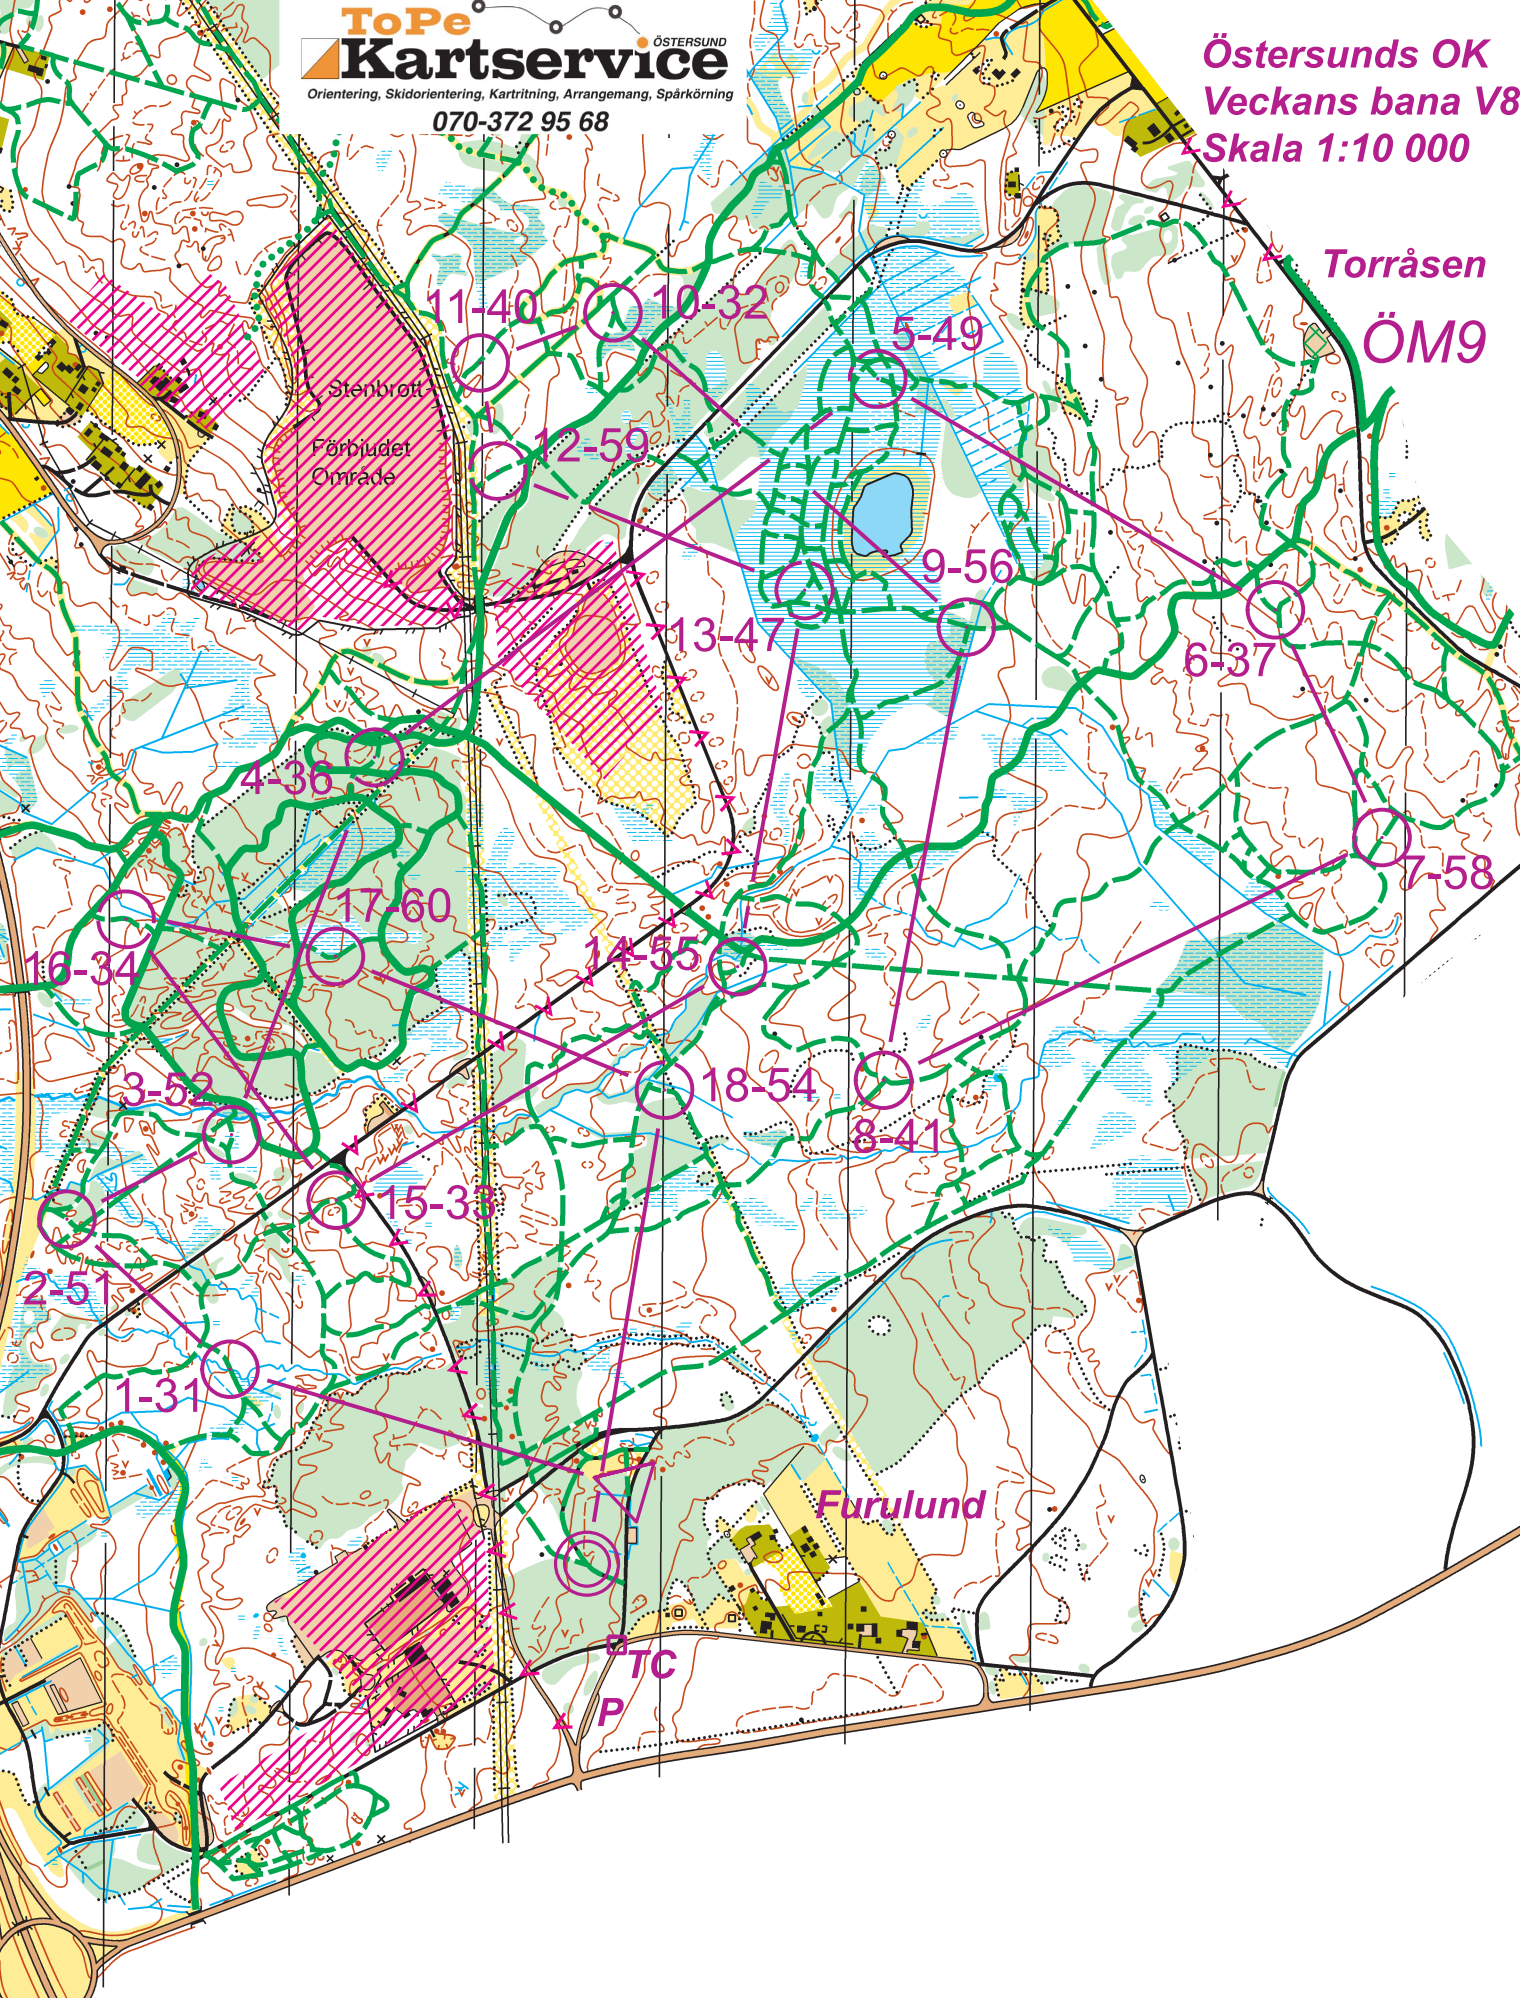 ToPe
Kartservice
ÖSTERSUND
Orientering, Skidorientering, Kartritning, Arrangemang, Spårkörning
070-372 95 68
Östersunds OK
Veckans bana V8
Skala 1:10 000
Torråsen
ÖM9
11-40
10-32
5-49
Stenbrott
Förbjudet
Område
12-59
9-56
13-47
6-37
4-36
7-58
17-60
14-55
16-34
3-52
18-54
8-41
15-33
2-51
1-31
Furulund
TC
P